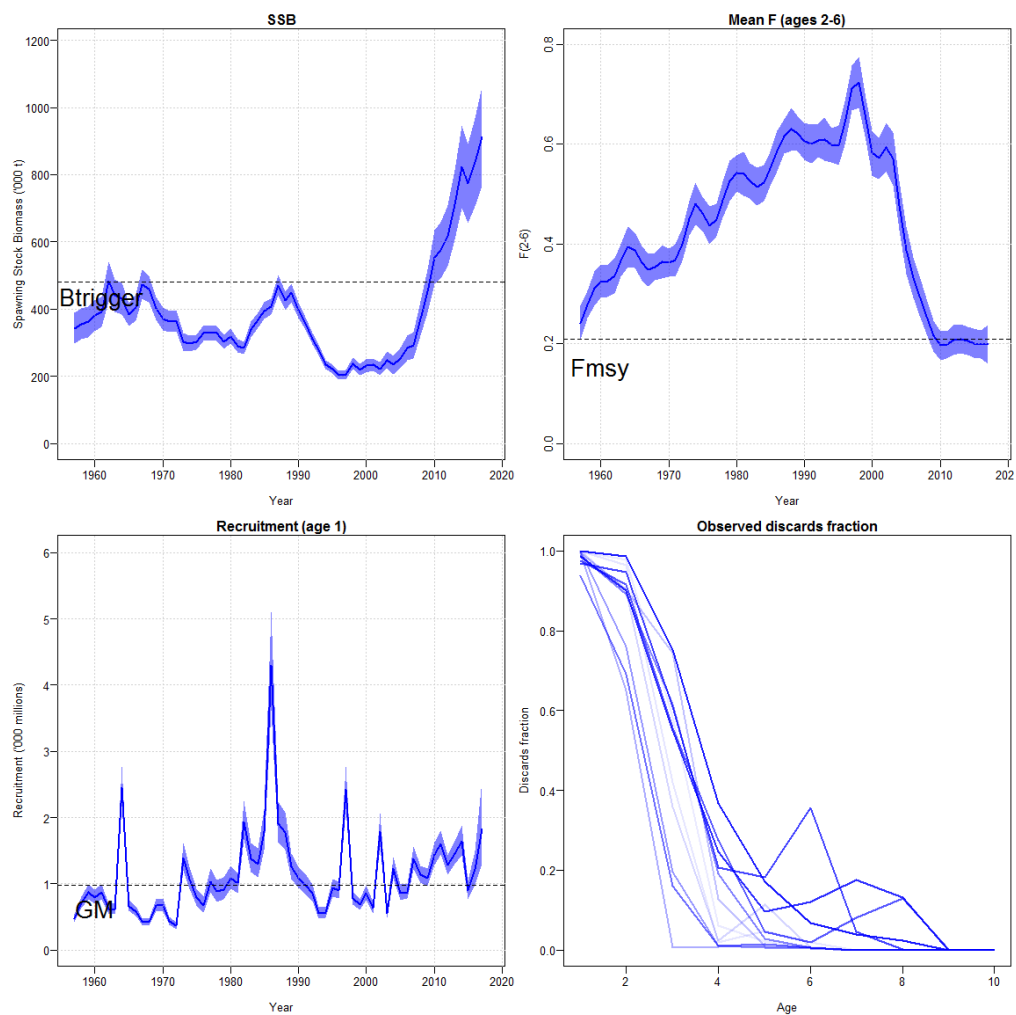 SSB
Spawning Stock Biomass ('000 t)
1200
1000
800
600
400
200
0
Btrigger
1960 1970 1980 1990 2000 2010 2020
Year
Mean F (ages 2-6)
F(2-6)
0.8
0.6
0.4
0.2
0.0
Fmsy
1960 1970 1980 1990 2000 2010 202
Year
Recruitment (age 1)
Recruitment ('000 millions)
6
5
4
3
2
1
0
GM
1960 1970 1980 1990 2000 2010 2020
Year
Observed discards fraction
Discards fraction
1.0
0.8
0.6
0.4
0.2
0.0
2 4 6 8 10
Age